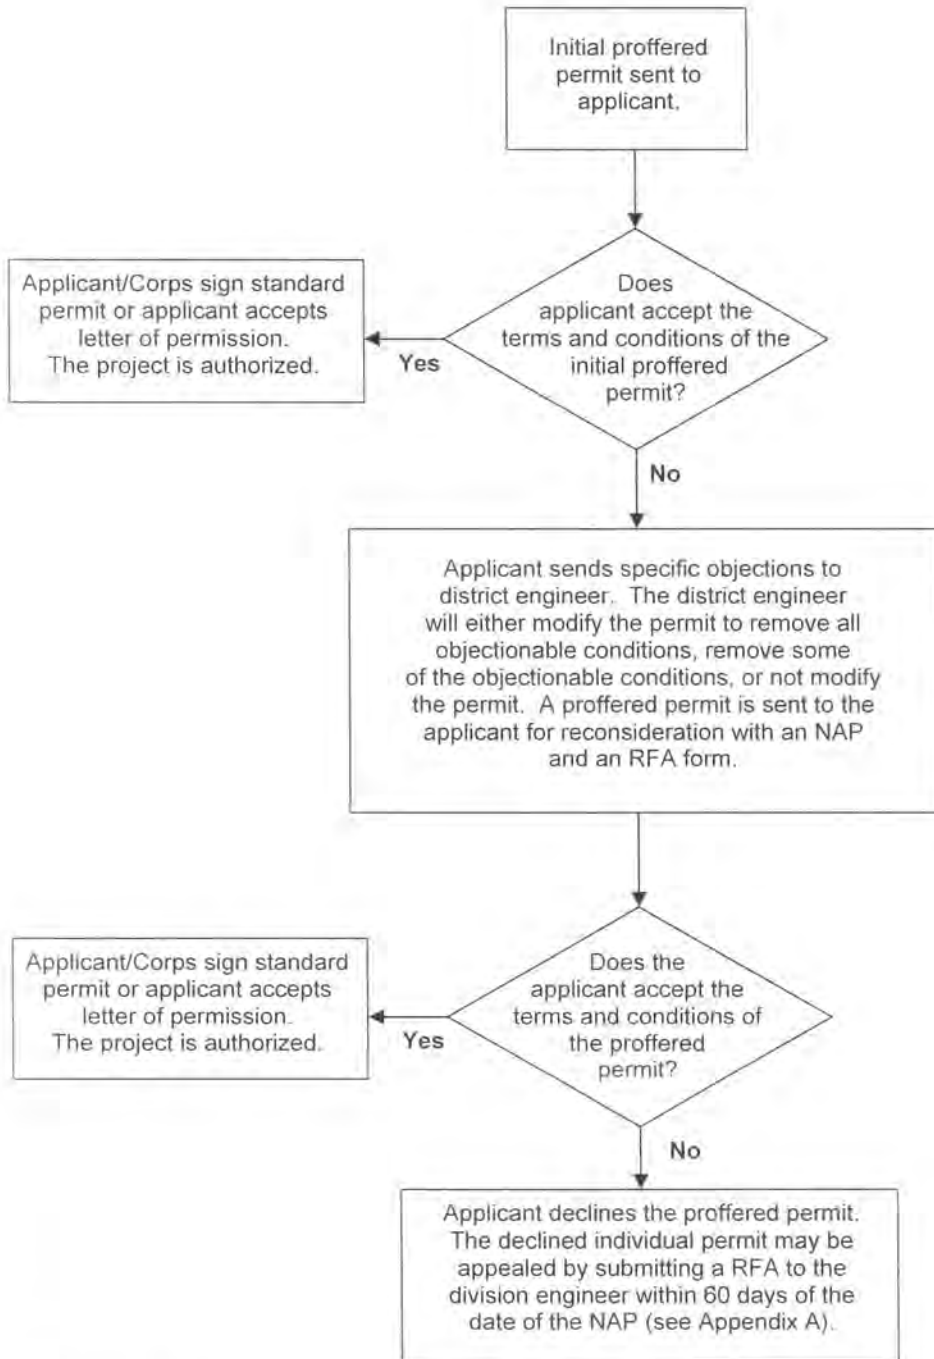 Initial proffered
permit sent to
applicant.
Does
applicant accept the
terms and conditions of the
initial proffered
permit?
Applicant/Corps sign standard
permit or applicant accepts
letter of permission.
The project is authorized.
Yes
No
Applicant sends specific objections to
district engineer. The district engineer
will either modify the permit to remove all
objectionable conditions, remove some
of the objectionable conditions, or not modify
the permit. A proffered permit is sent to the
applicant for reconsideration with an NAP
and an RFA form.
Does the
applicant accept the
terms and conditions of
the proffered
permit?
Applicant/Corps sign standard
permit or applicant accepts
letter of permission.
The project is authorized.
Yes
No
Applicant declines the proffered permit.
The declined individual permit may be
appealed by submitting a RFA to the
division engineer within 60 days of the
date of the NAP (see Appendix A).